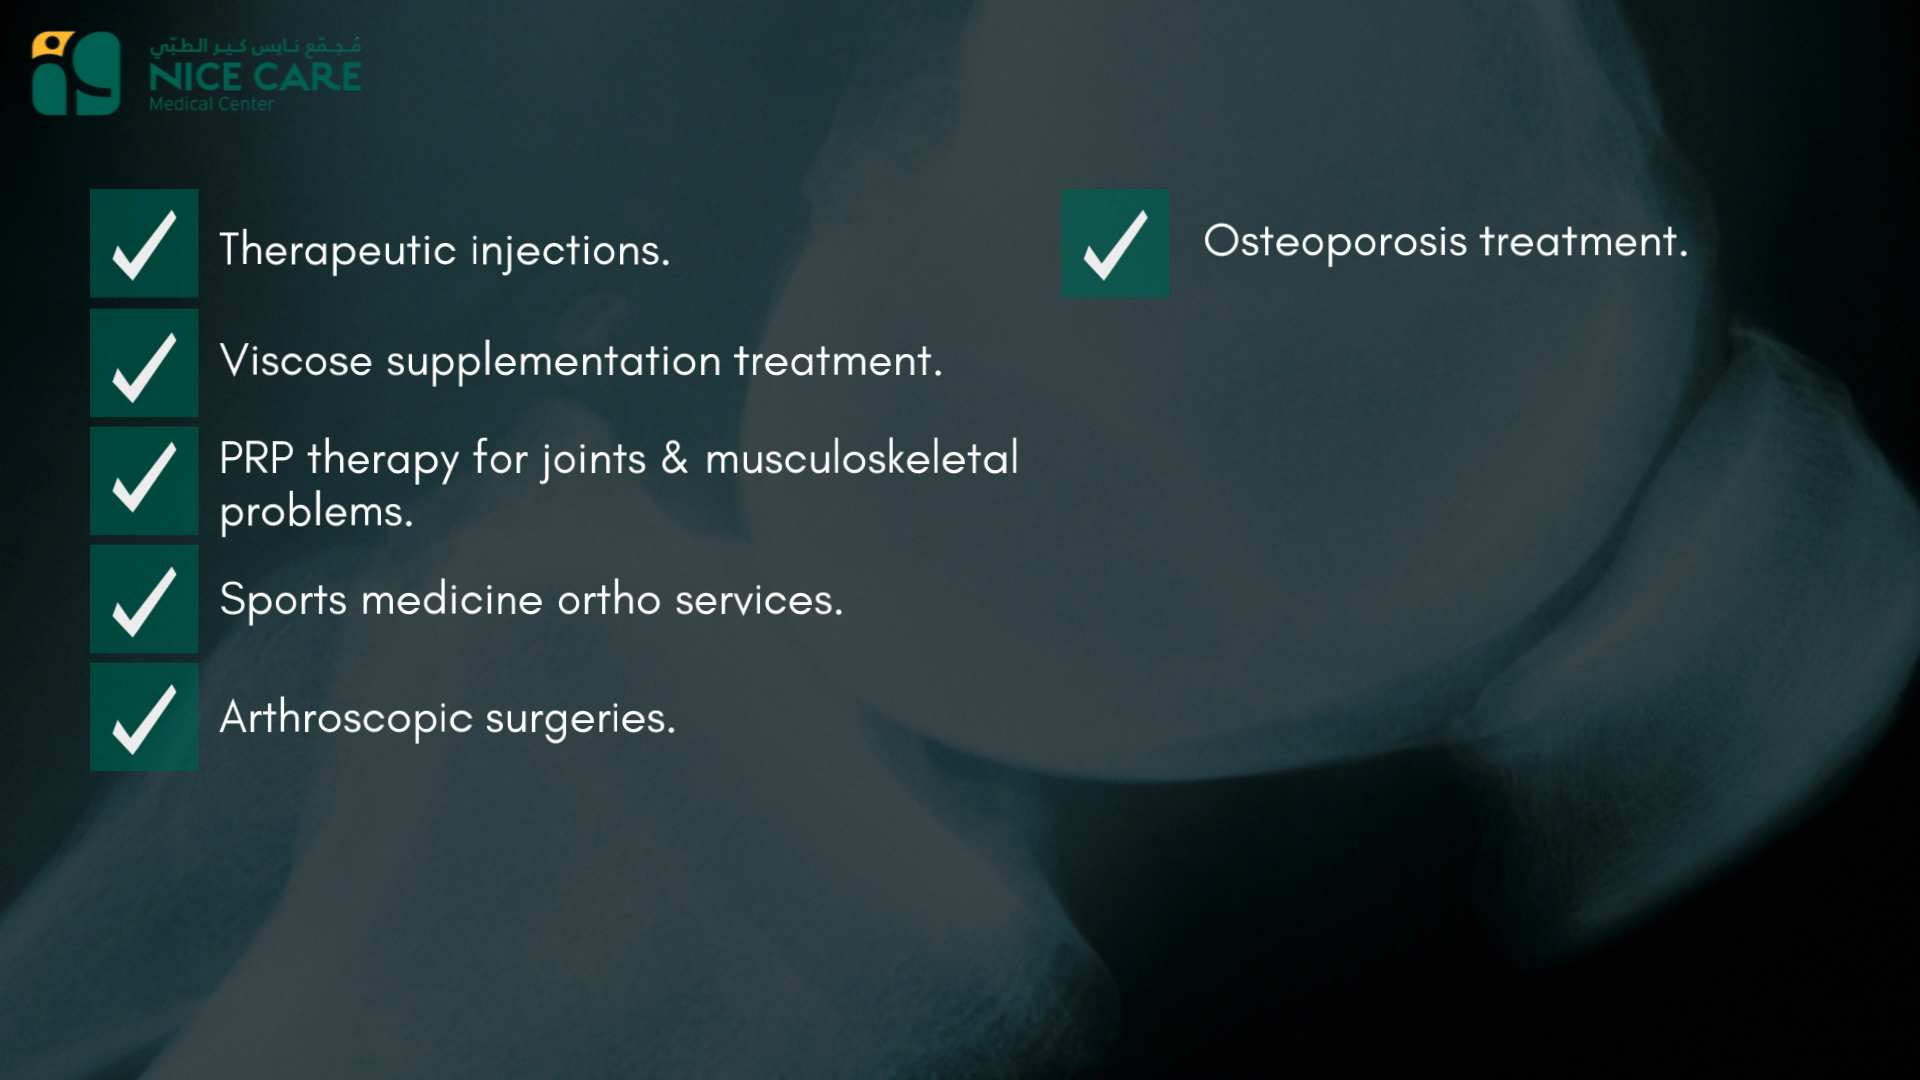 مُجمّع نايس كير الطبّي
NICE CARE
Medical Center
Therapeutic injections.
Viscose supplementation treatment.
PRP therapy for joints & musculoskeletal
problems.
Sports medicine ortho services.
Arthroscopic surgeries.
Osteoporosis treatment.